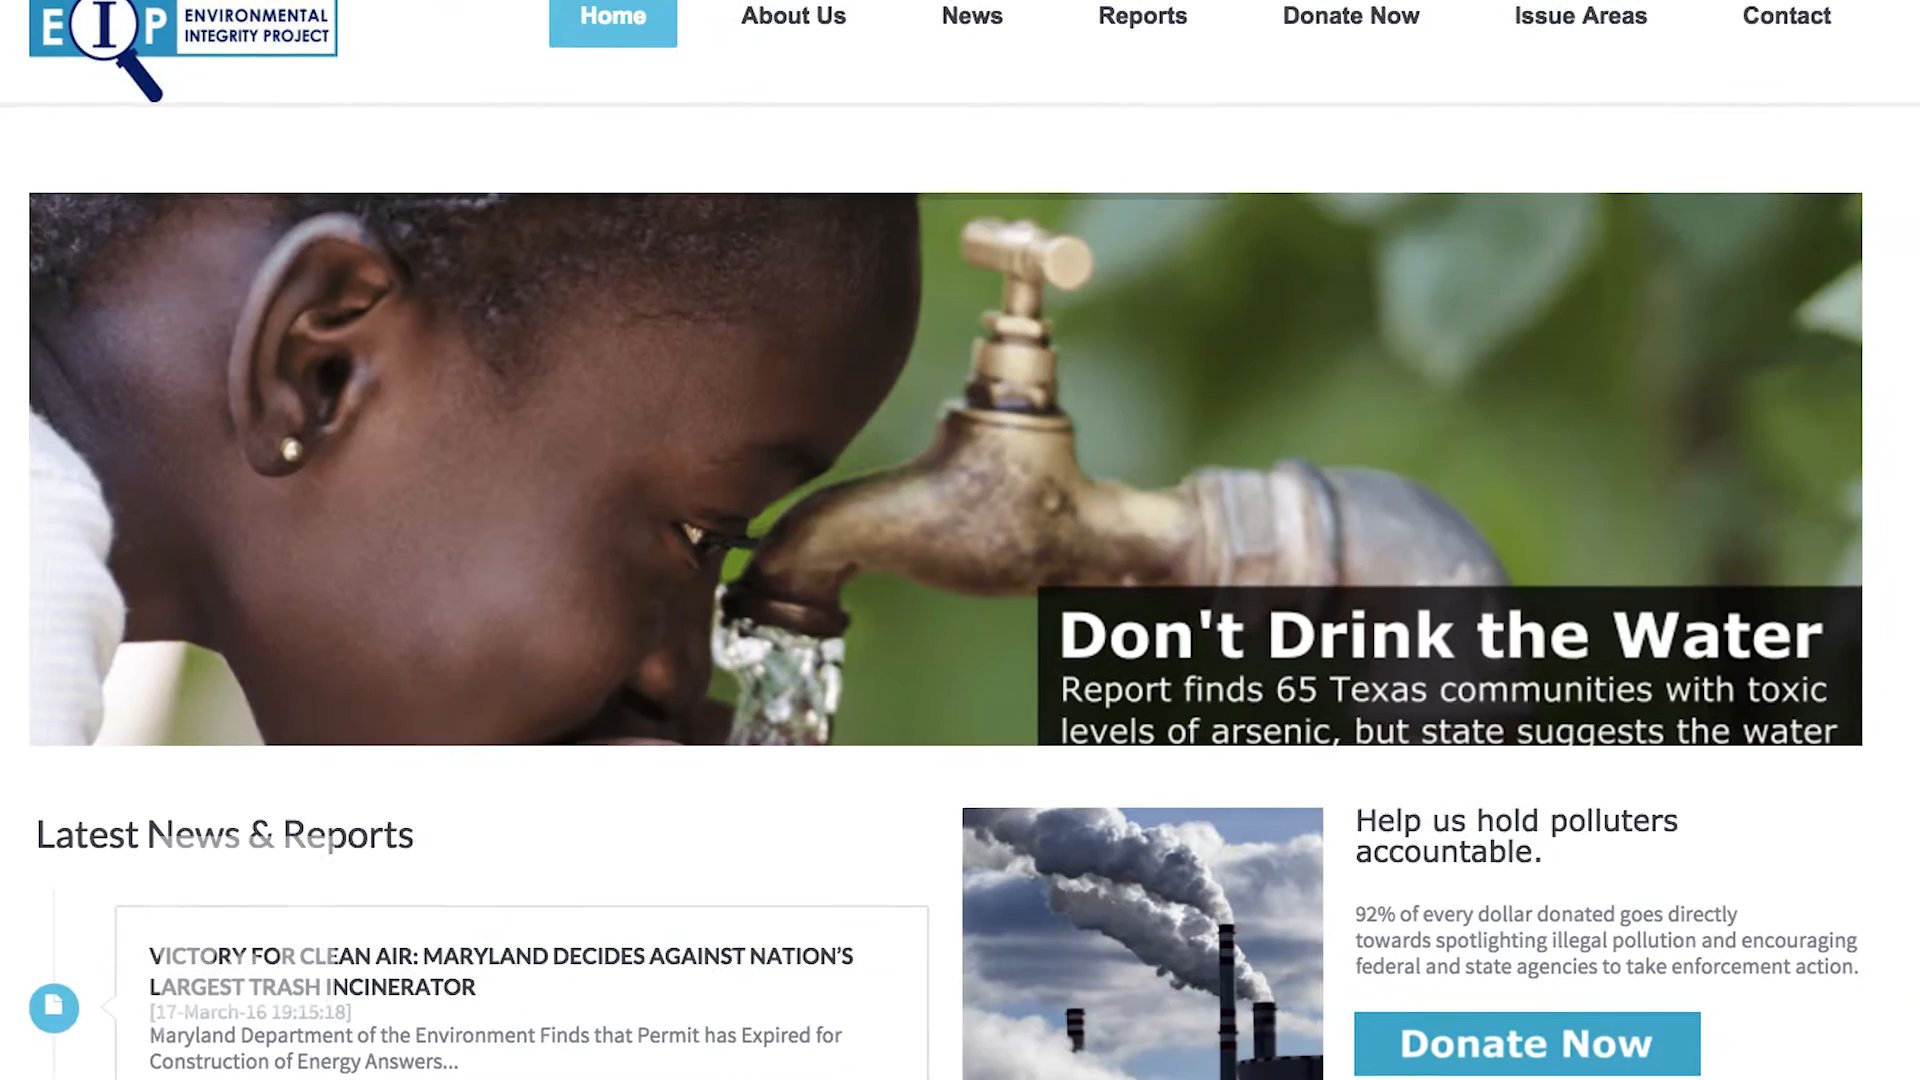 EIP ENVIRONMENTAL
INTEGRITY PROJECT
Home About Us News Reports Donate Now Issue Areas Contact
Don't Drink the Water
Report finds 65 Texas communities with toxic
levels of arsenic, but state suggests the water
Latest News & Reports
VICTORY FOR CLEAN AIR: MARYLAND DECIDES AGAINST NATION'S
LARGEST TRASH INCINERATOR
[17-March-16 19:15:18]
Maryland Department of the Environment Finds that Permit has Expired for
Construction of Energy Answers...
Help us hold polluters
accountable.
92% of every dollar donated goes directly
towards spotlighting illegal pollution and encouraging
federal and state agencies to take enforcement action.
Donate Now